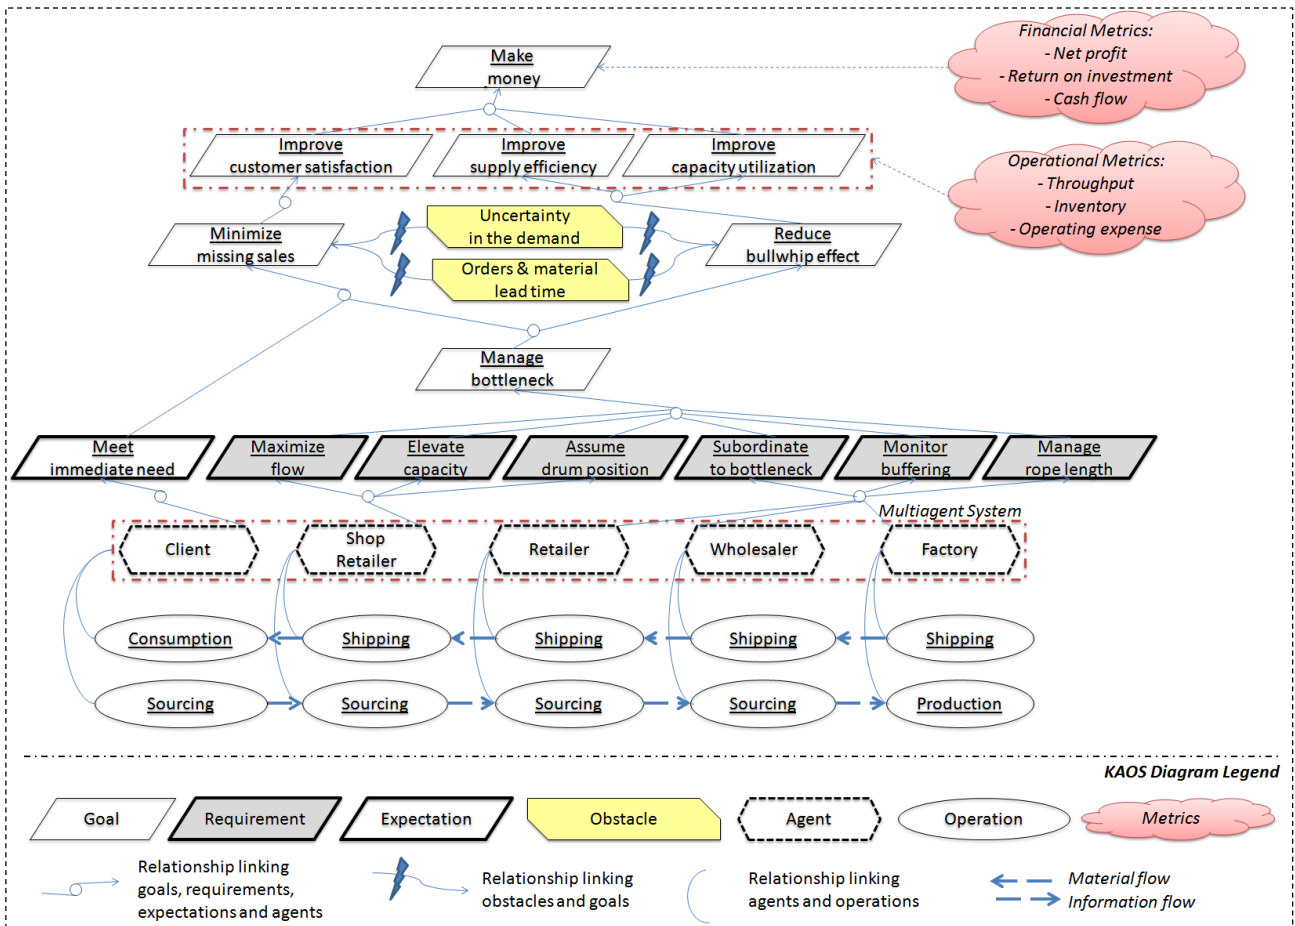 Make
money
Financial Metrics:
- Net profit
- Return on investment
- Cash flow
Improve
customer satisfaction
Improve
supply efficiency
Improve
capacity utilization
Operational Metrics:
- Throughput
- Inventory
- Operating expense
Minimize
missing sales
Uncertainty
in the demand
Orders & material
lead time
Reduce
bullwhip effect
Manage
bottleneck
Meet
immediate need
Maximize
flow
Elevate
capacity
Assume
drum position
Subordinate
to bottleneck
Monitor
buffering
Manage
rope length
Multiagent System
Client
Shop
Retailer
Retailer
Wholesaler
Factory
Consumption
Shipping
Shipping
Shipping
Shipping
Sourcing
Sourcing
Sourcing
Sourcing
Production
KAOS Diagram Legend
Goal
Requirement
Expectation
Obstacle
Agent
Operation
Metrics
Relationship linking
goals, requirements,
expectations and agents
Relationship linking
obstacles and goals
Relationship linking
agents and operations
Material flow
Information flow